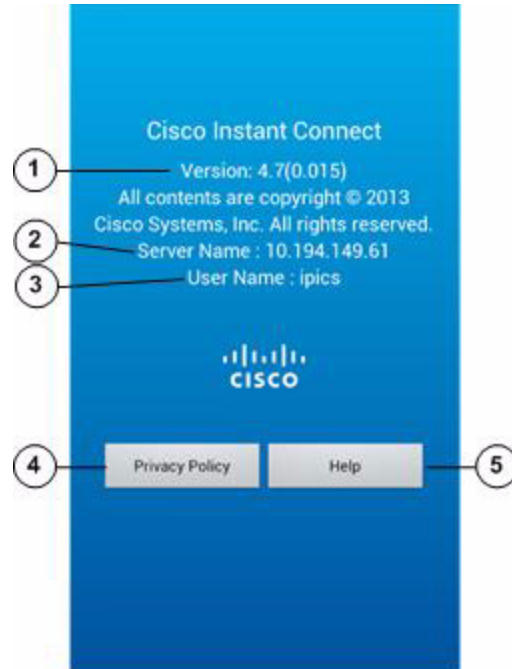 Cisco Instant Connect
1
Version: 4.7(0.015)
All contents are copyright © 2013
Cisco Systems, Inc. All rights reserved.
2
Server Name : 10.194.149.61
3
User Name : ipics
CISCO
4
Privacy Policy
Help
5